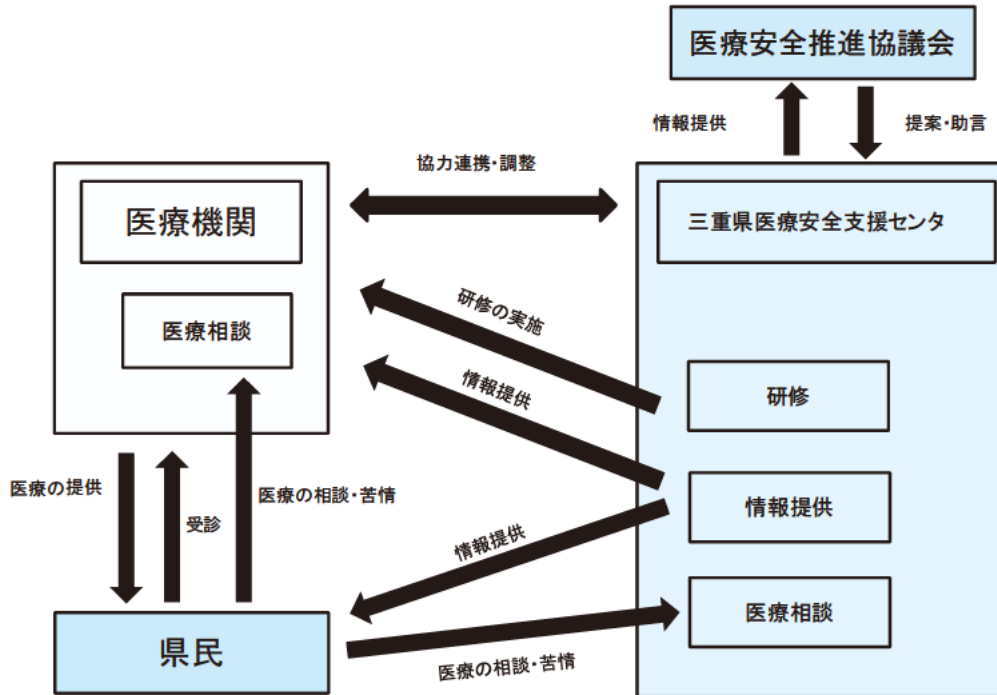 医療安全推進協議会
情報提供
提案・助言
協力連携・調整
医療機関
三重県医療安全支援センタ
医療相談
研修の実施
情報提供
研修
医療の提供
受診
医療の相談・苦情
情報提供
情報提供
医療相談
県民
医療の相談・苦情